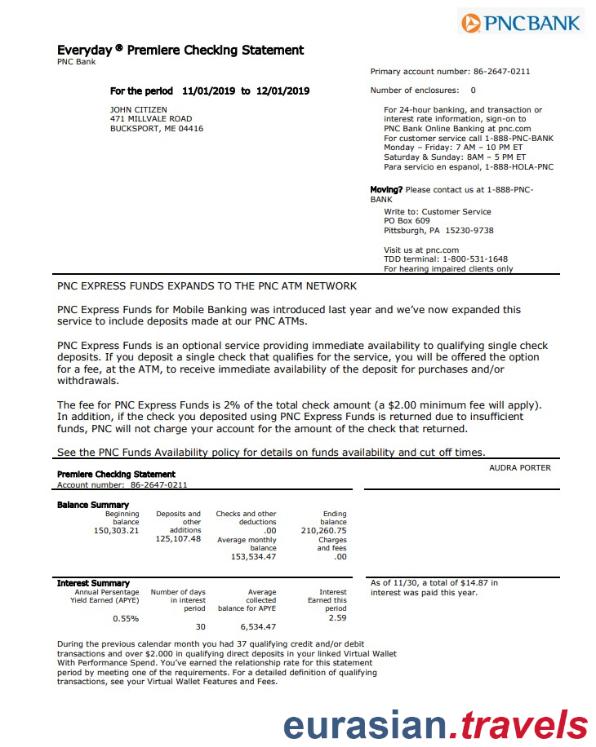 PNCBANK
Everyday ® Premiere Checking Statement
PNC Bank
Primary account number: 86-2647-0211
For the period 11/01/2019 to 12/01/2019
Number of enclosures: 0
JOHN CITIZEN
471 MILLVALE ROAD
BUCKSPORT, ME 04416
For 24-hour banking, and transaction or
interest rate information, sign-on to
PNC Bank Online Banking at pnc.com
For customer service call 1-888-PNC-BANK
Monday – Friday: 7 AM – 10 PM ET
Saturday & Sunday: 8AM – 5 PM ET
Para servicio en espanol, 1-888-HOLA-PNC
Moving? Please contact us at 1-888-PNC-
BANK
Write to: Customer Service
PO Box 609
Pittsburgh, PA 15230-9738
Visit us at pnc.com
TDD terminal: 1-800-531-1648
For hearing impaired clients only
PNC EXPRESS FUNDS EXPANDS TO THE PNC ATM NETWORK
PNC Express Funds for Mobile Banking was introduced last year and we've now expanded this
service to include deposits made at our PNC ATMs.
PNC Express Funds is an optional service providing immediate availability to qualifying single check
deposits. If you deposit a single check that qualifies for the service, you will be offered the option
for a fee, at the ATM, to receive immediate availability of the deposit for purchases and/or
withdrawals.
The fee for PNC Express Funds is 2% of the total check amount (a $2.00 minimum fee will apply).
In addition, if the check you deposited using PNC Express Funds is returned due to insufficient
funds, PNC will not charge your account for the amount of the check that returned.
See the PNC Funds Availability policy for details on funds availability and cut off times.
AUDRA PORTER
Premiere Checking Statement
Account number: 86-2647-0211
Balance Summary
Beginning Deposits and Checks and other Ending
balance other deductions balance
150,303.21 additions .00 210,260.75
125,107.48 Average monthly Charges
balance and fees
153,534.47 .00
Interest Summary
As of 11/30, a total of $14.87 in
interest was paid this year.
Annual Percentage Number of days Average Interest
Yield Earned (APYE) in interest collected Earned this
period balance for APYE period
0.55% 2.59
30 6,534.47
During the previous calendar month you had 37 qualifying credit and/or debit
transactions and over $2.000 in qualifying direct deposits in your linked Virtual Wallet
With Performance Spend. You've earned the relationship rate for this statement
period by meeting one of the requirements. For a detailed definition of qualifying
transactions, see your Virtual Wallet Features and Fees.
eurasian.travels